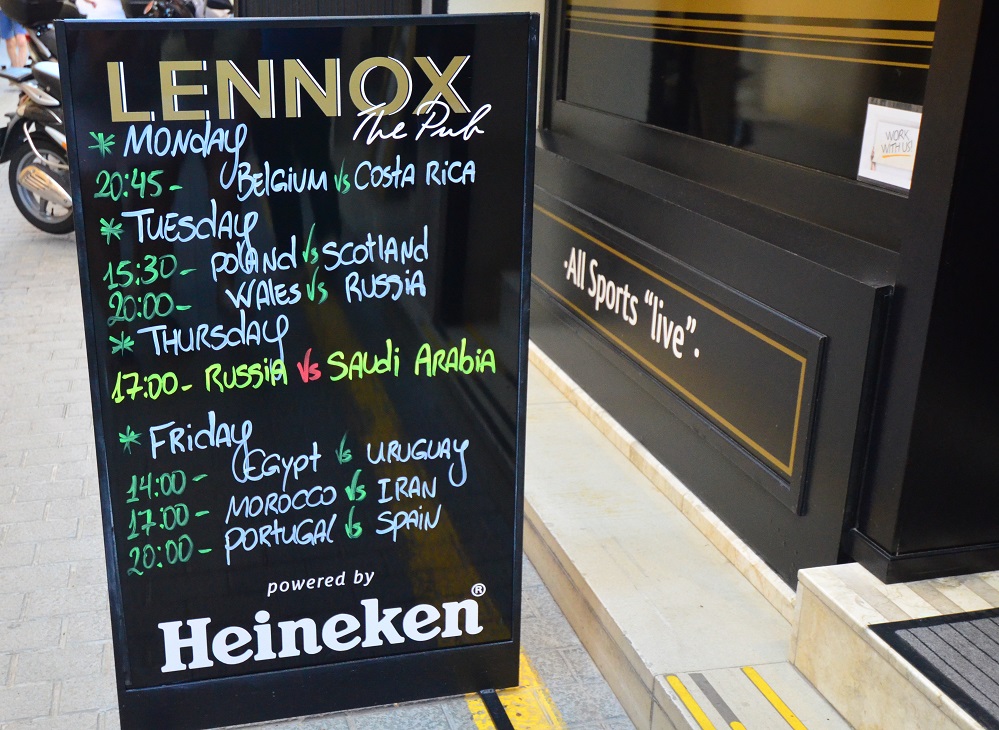 LENNOX
The Pub
* Monday
20:45 - Belgium vs Costa Rica
* Tuesday
15:30 - Poland vs Scotland
20:00 - Wales vs Russia
* Thursday
17:00 - Russia vs Saudi Arabia
* Friday
14:00 - Egypt vs Uruguay
17:00 - Morocco vs Iran
20:00 - Portugal vs Spain
powered by
Heineken®
WORK
WITH US!
·All Sports "live"·